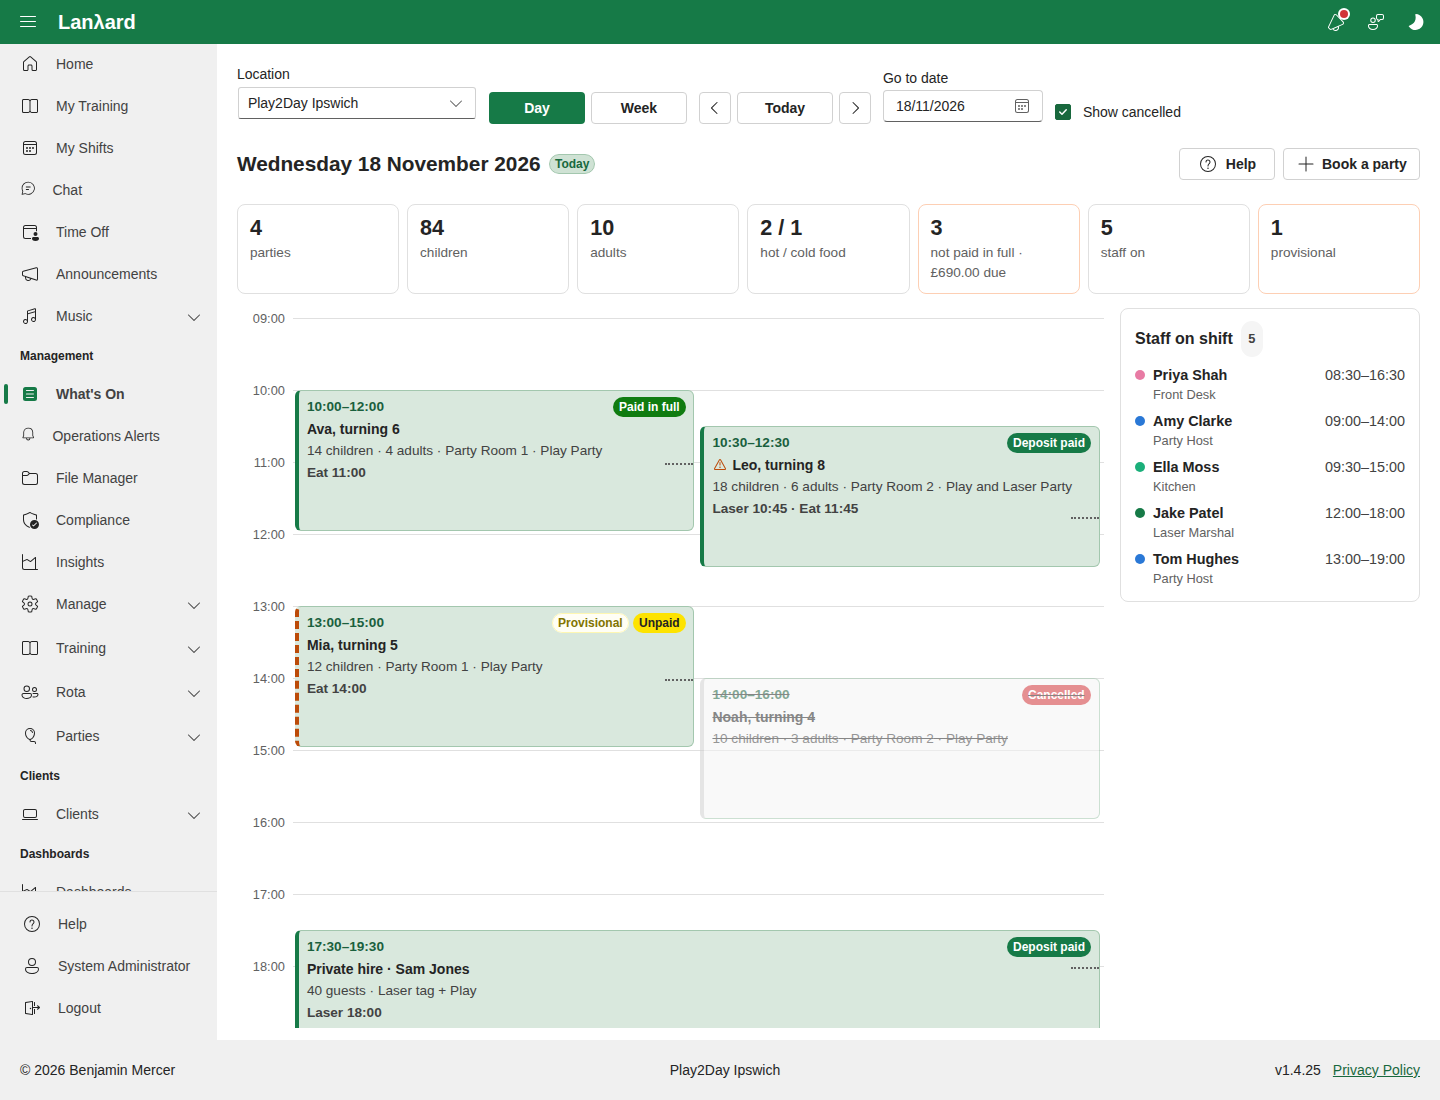 Lanλard
Home
My Training
My Shifts
Chat
Time Off
Announcements
Music
Management
What's On
Operations Alerts
File Manager
Compliance
Insights
Manage
Training
Rota
Parties
Clients
Clients
Dashboards
Dashboards
Help
System Administrator
Logout
Location
Play2Day Ipswich
Day
Week
Today
Go to date
18/11/2026
Show cancelled
Wednesday 18 November 2026 Today
Help
Book a party
4
parties
84
children
10
adults
2 / 1
hot / cold food
3
not paid in full ·
£690.00 due
5
staff on
1
provisional
09:00
10:00
11:00
12:00
13:00
14:00
15:00
16:00
17:00
18:00
10:00–12:00 Paid in full
Ava, turning 6
14 children · 4 adults · Party Room 1 · Play Party
Eat 11:00
10:30–12:30 Deposit paid
Leo, turning 8
18 children · 6 adults · Party Room 2 · Play and Laser Party
Laser 10:45 · Eat 11:45
13:00–15:00 Provisional Unpaid
Mia, turning 5
12 children · Party Room 1 · Play Party
Eat 14:00
14:00–16:00 Cancelled
Noah, turning 4
10 children · 3 adults · Party Room 2 · Play Party
17:30–19:30 Deposit paid
Private hire · Sam Jones
40 guests · Laser tag + Play
Laser 18:00
Staff on shift 5
Priya Shah 08:30–16:30
Front Desk
Amy Clarke 09:00–14:00
Party Host
Ella Moss 09:30–15:00
Kitchen
Jake Patel 12:00–18:00
Laser Marshal
Tom Hughes 13:00–19:00
Party Host
© 2026 Benjamin Mercer
Play2Day Ipswich
v1.4.25 Privacy Policy